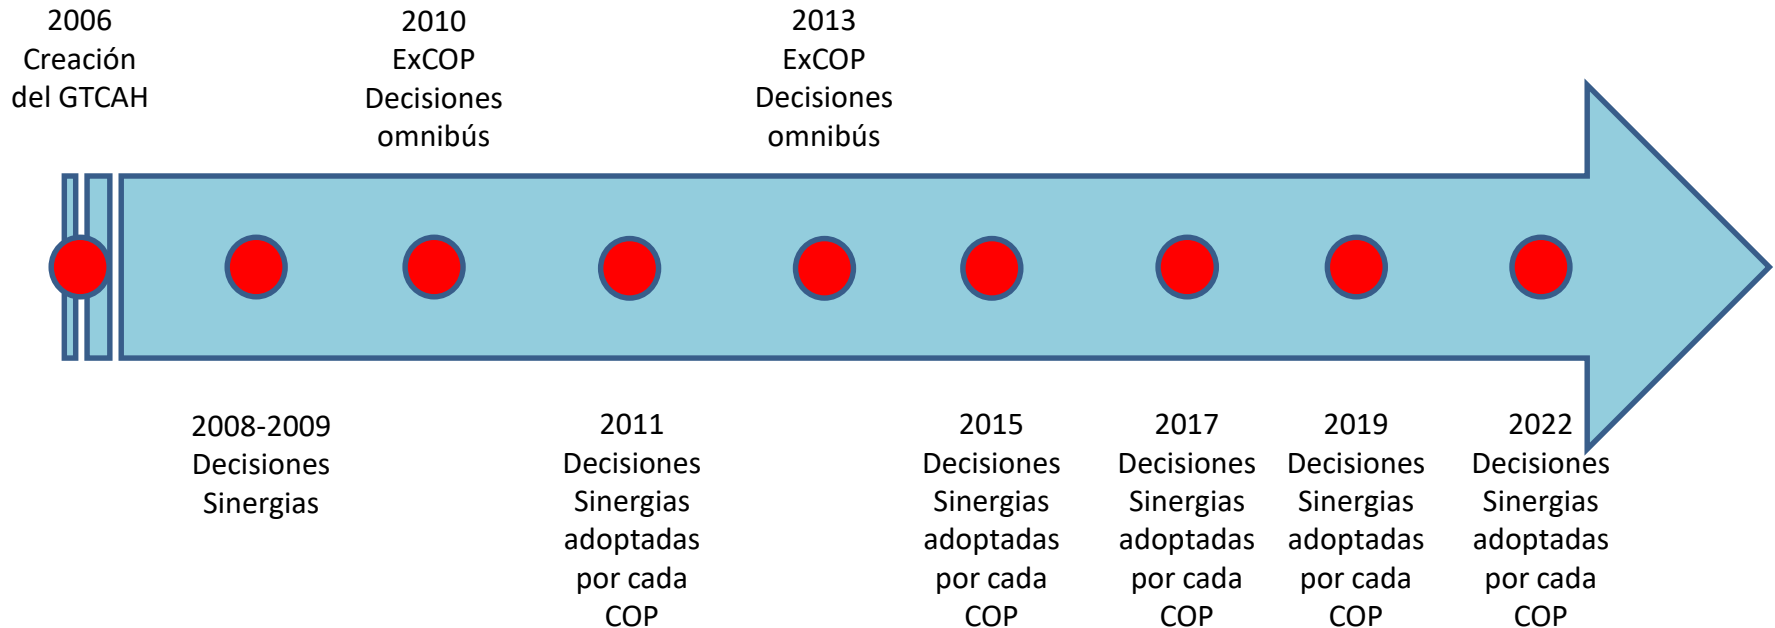 2006
Creación
del GTCAH
2010
ExCOP
Decisiones
omnibús
2013
ExCOP
Decisiones
omnibús
2008-2009
Decisiones
Sinergias
2011
Decisiones
Sinergias
adoptadas
por cada
COP
2015
Decisiones
Sinergias
adoptadas
por cada
COP
2017
Decisiones
Sinergias
adoptadas
por cada
COP
2019
Decisiones
Sinergias
adoptadas
por cada
COP
2022
Decisiones
Sinergias
adoptadas
por cada
COP